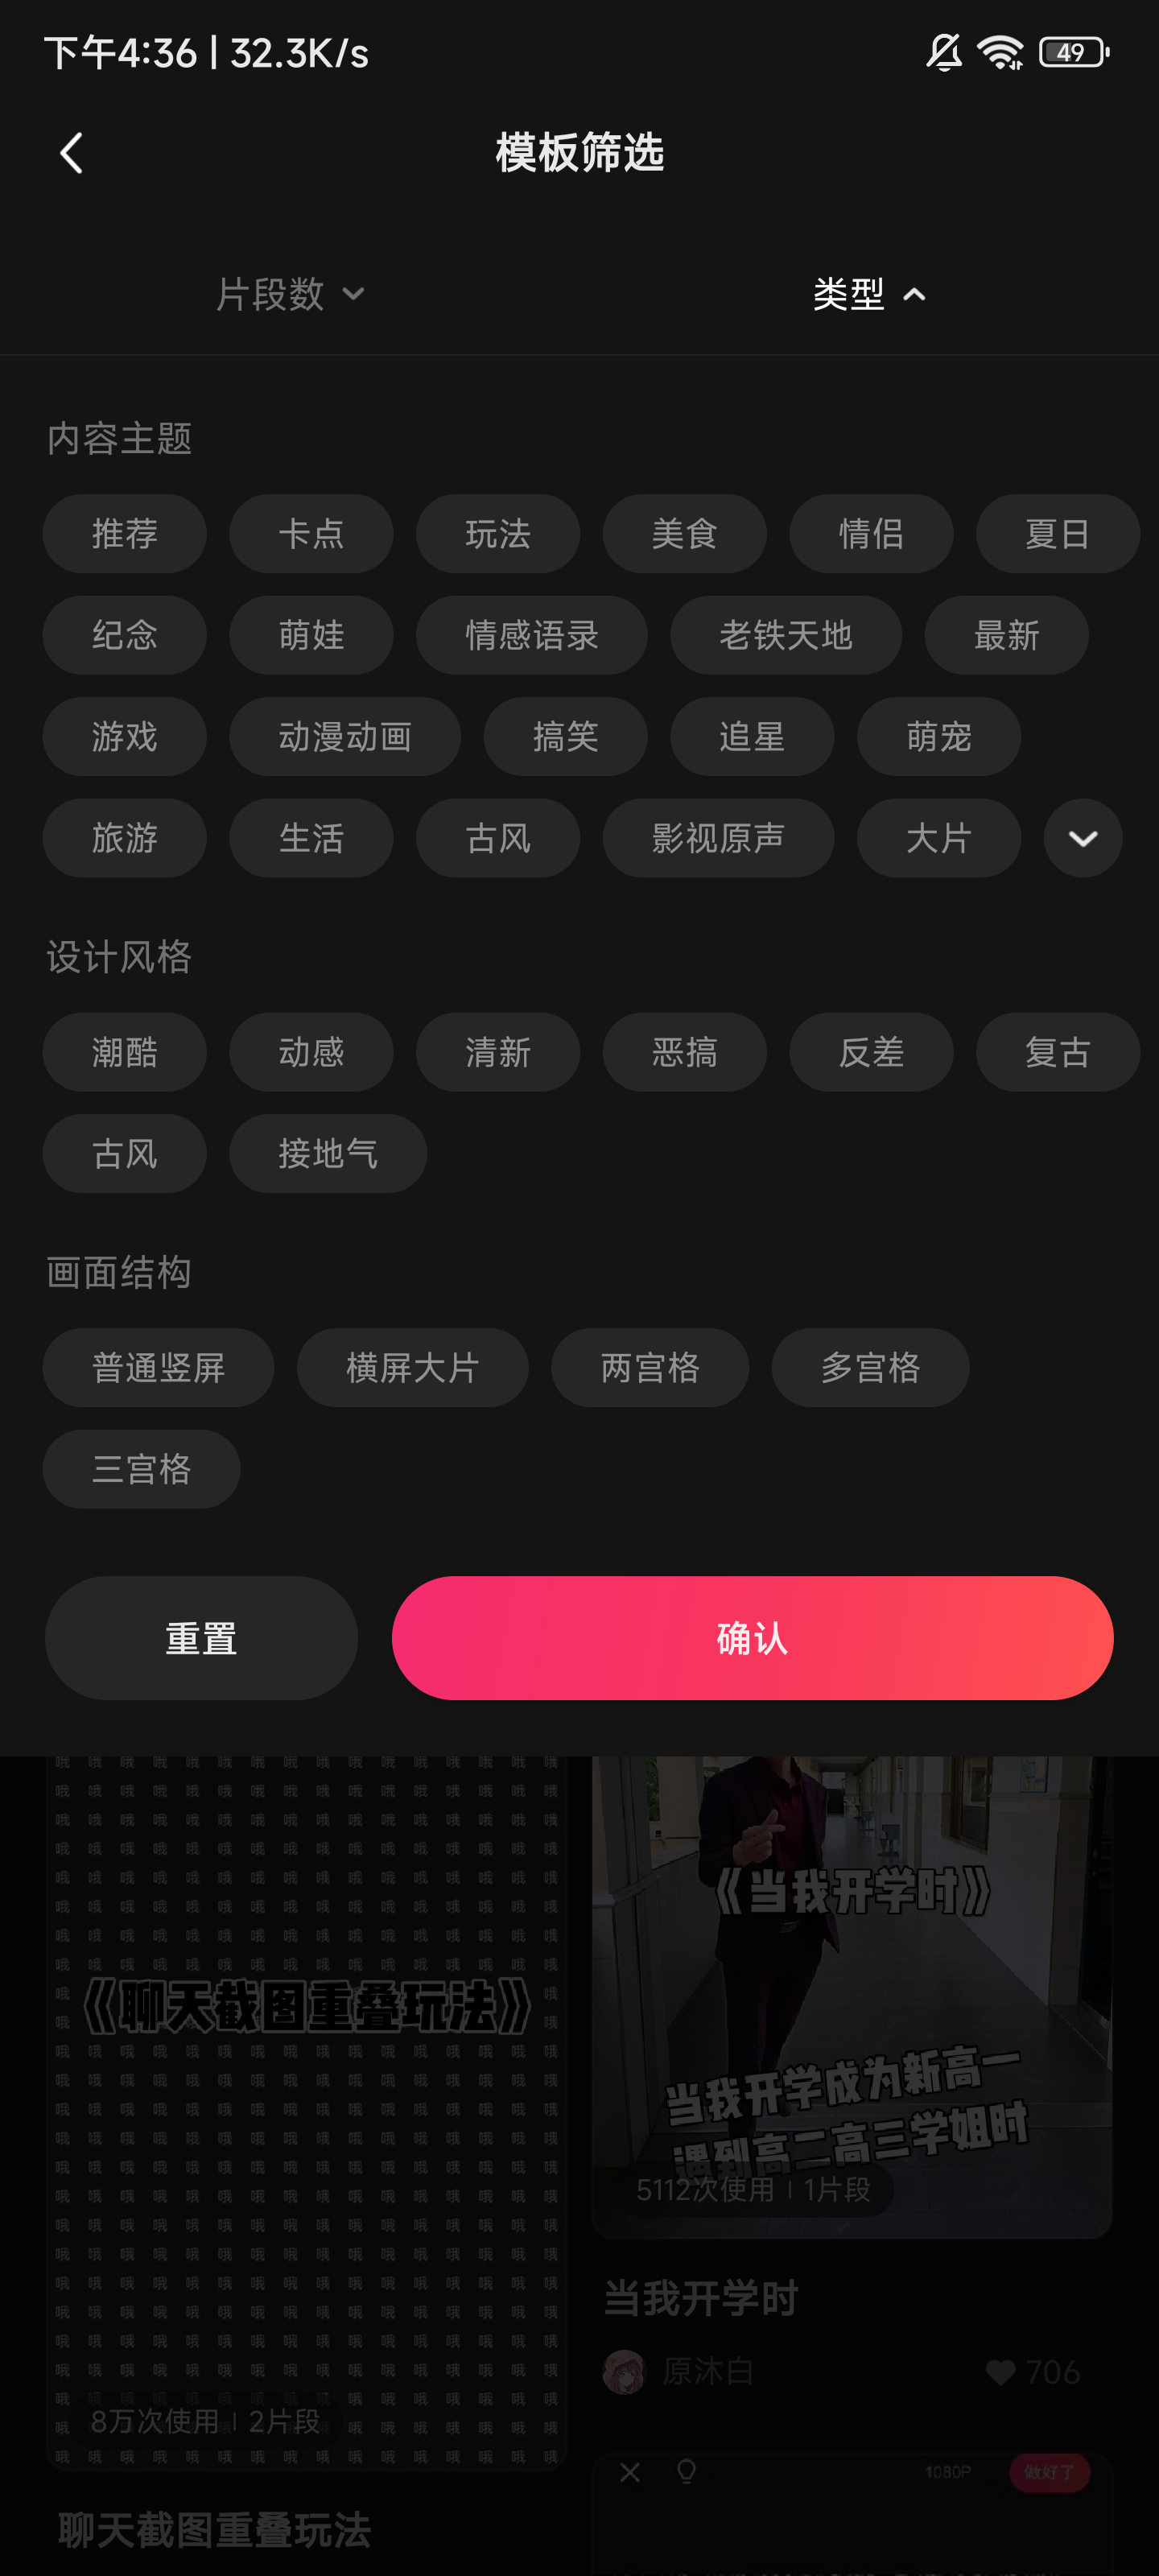 下午4:36 | 32.3K/s 49
模板筛选
片段数 类型
内容主题
推荐 卡点 玩法 美食 情侣 夏日
纪念 萌娃 情感语录 老铁天地 最新
游戏 动漫动画 搞笑 追星 萌宠
旅游 生活 古风 影视原声 大片
设计风格
潮酷 动感 清新 恶搞 反差 复古
古风 接地气
画面结构
普通竖屏 横屏大片 两宫格 多宫格
三宫格
重置 确认
《聊天截图重叠玩法》
8万次使用 | 2片段
聊天截图重叠玩法
《当我开学时》
当我开学成为新高一
遇到高二高三学姐时
5112次使用 | 1片段
当我开学时
原沐白 706
1080P 做好了